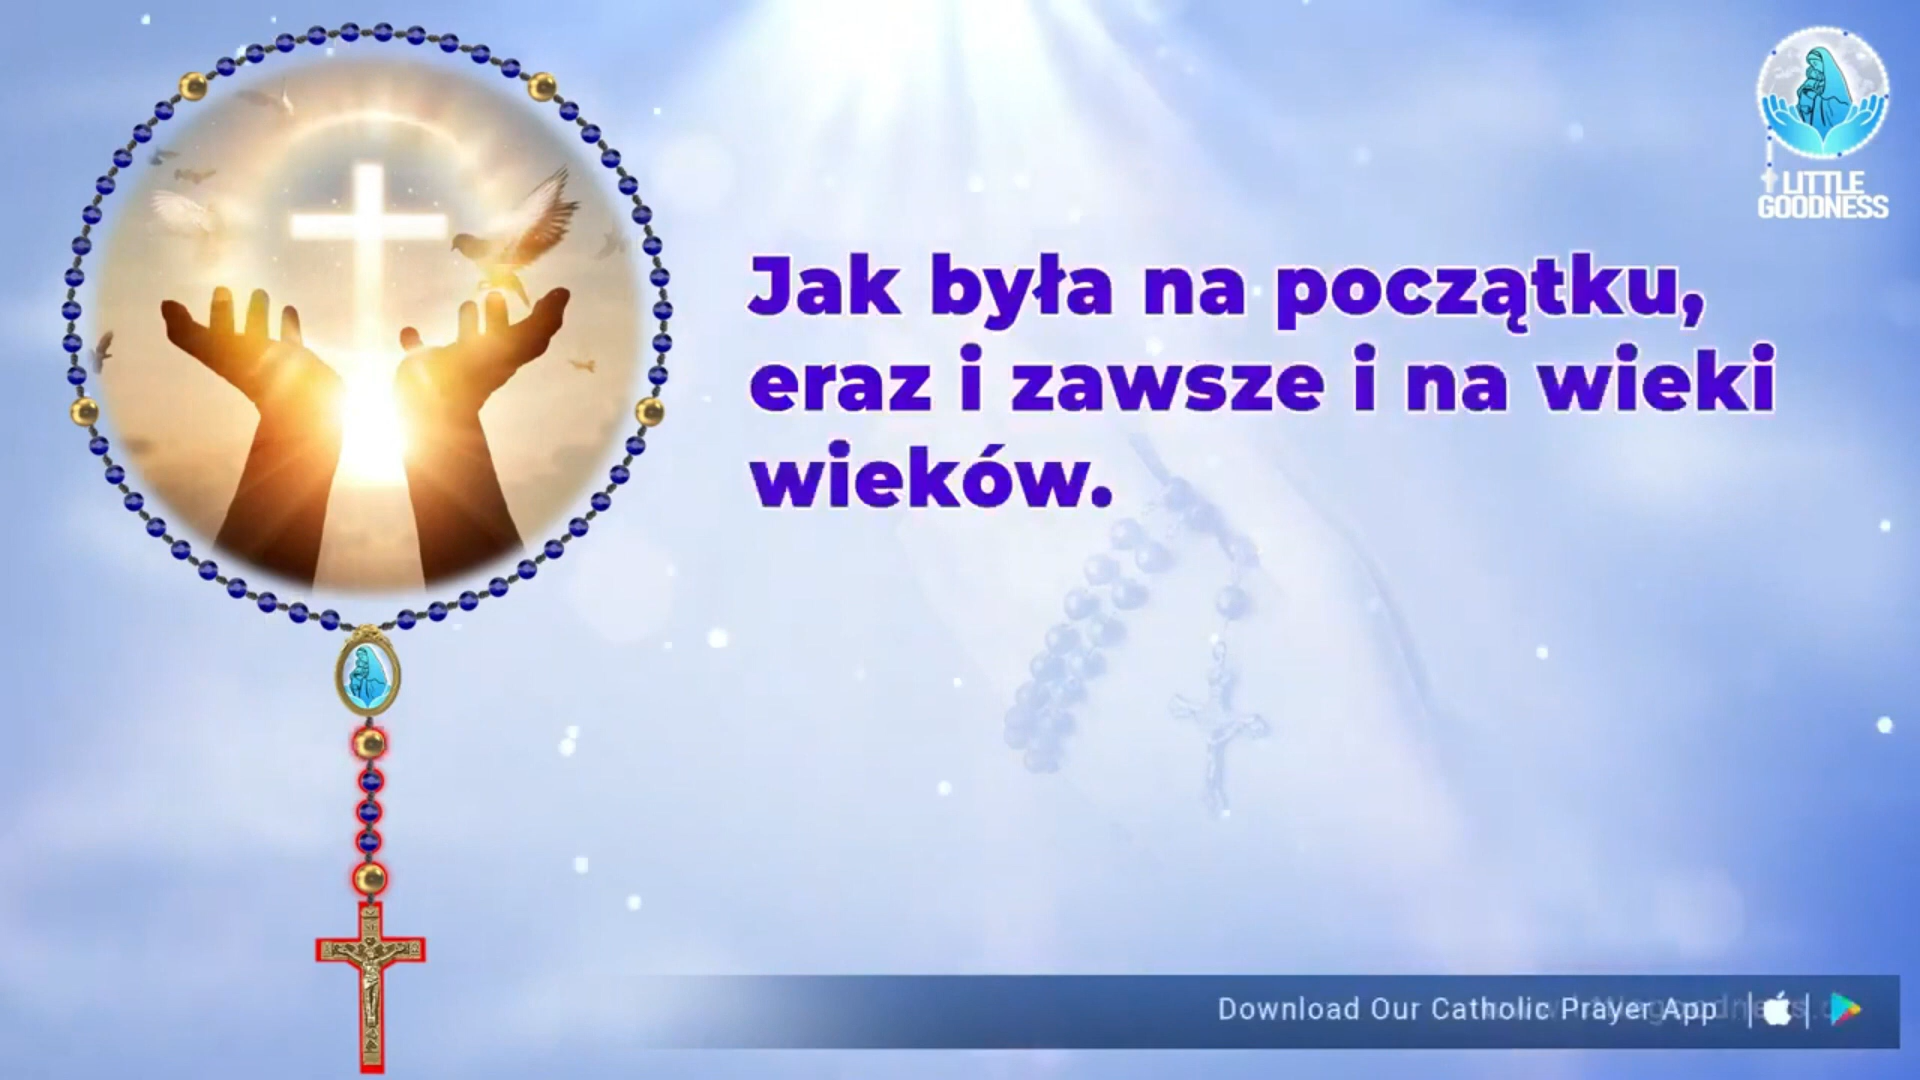 LITTLE
GOODNESS
Jak była na początku,
eraz i zawsze i na wieki
wieków.
Download Our Catholic Prayer App